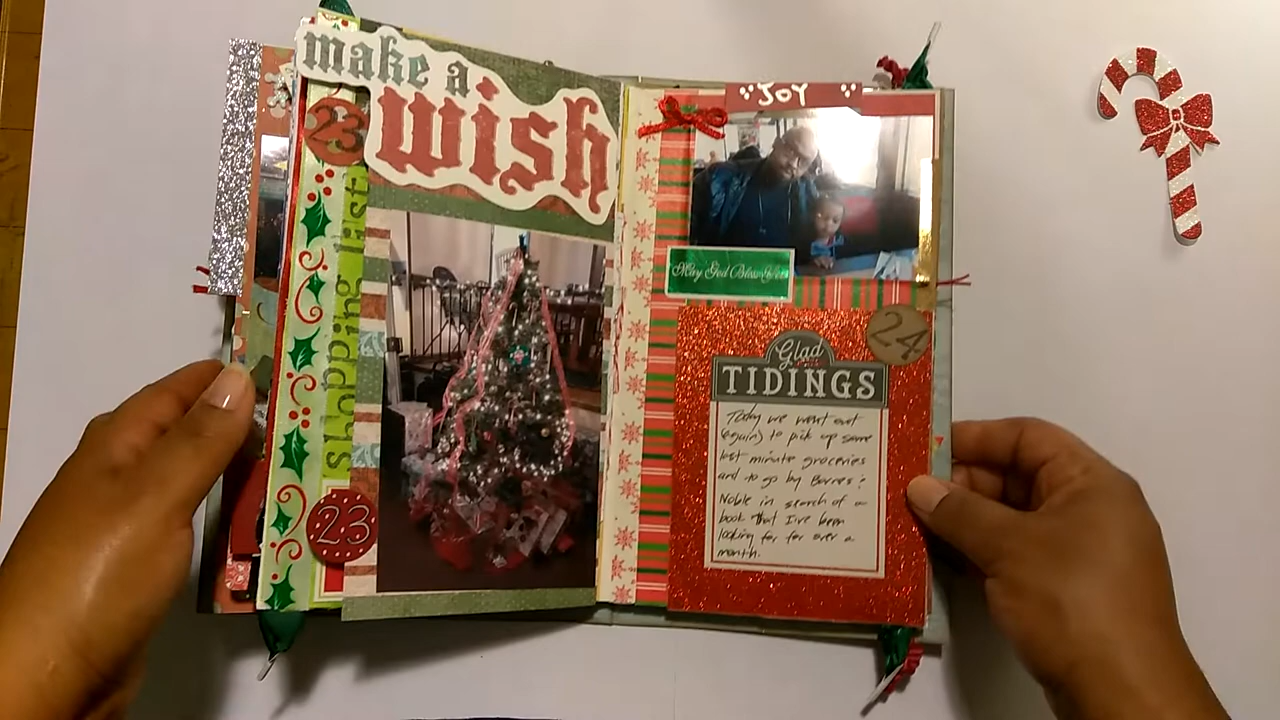 make a
wish
23
shopping list
23
JOY
May God Bless You
24
Glad
TIDINGS
Today we went out
(again) to pick up some
last minute groceries
and to go by Barnes &
Noble in search of a
book that I've been
looking for for over a
month.